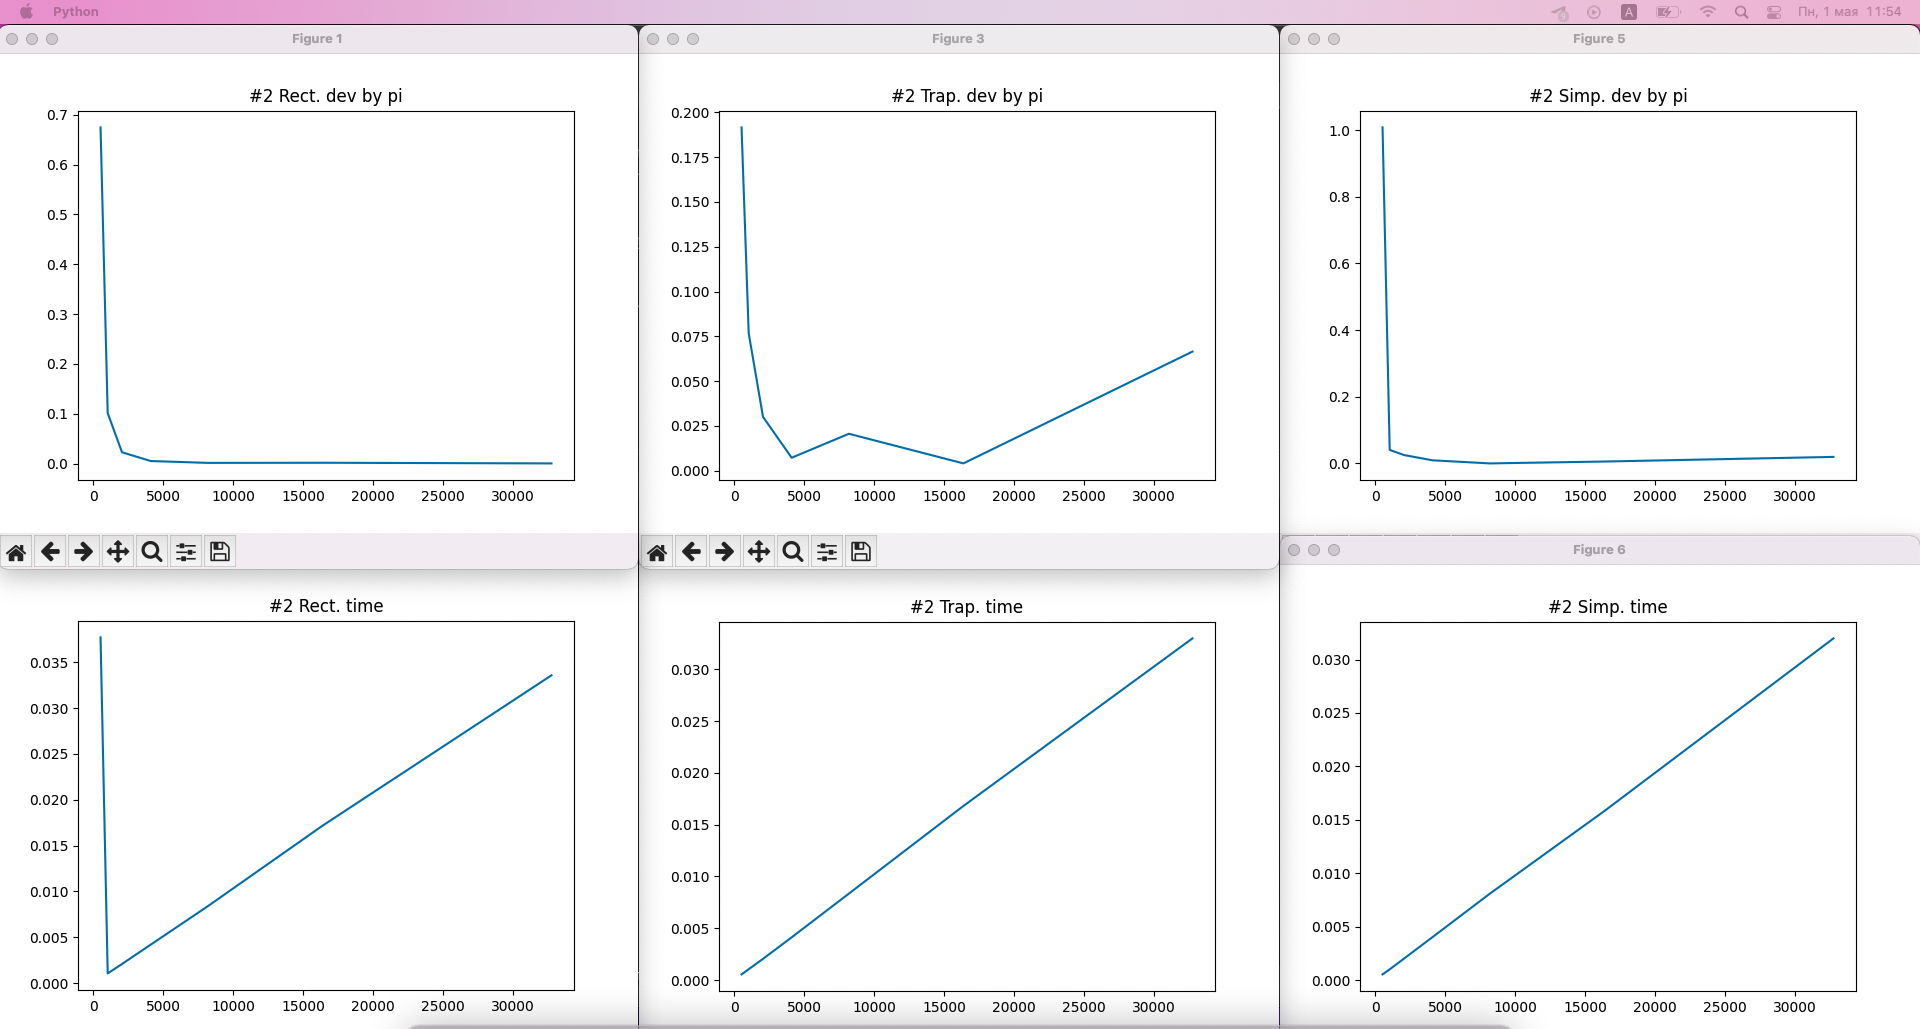 Python
A
Пн, 1 мая 11:54
Figure 1
#2 Rect. dev by pi
0.7
0.6
0.5
0.4
0.3
0.2
0.1
0.0
0 5000 10000 15000 20000 25000 30000
Figure 3
#2 Trap. dev by pi
0.200
0.175
0.150
0.125
0.100
0.075
0.050
0.025
0.000
0 5000 10000 15000 20000 25000 30000
Figure 5
#2 Simp. dev by pi
1.0
0.8
0.6
0.4
0.2
0.0
0 5000 10000 15000 20000 25000 30000
#2 Rect. time
0.035
0.030
0.025
0.020
0.015
0.010
0.005
0.000
0 5000 10000 15000 20000 25000 30000
#2 Trap. time
0.030
0.025
0.020
0.015
0.010
0.005
0.000
0 5000 10000 15000 20000 25000 30000
Figure 6
#2 Simp. time
0.030
0.025
0.020
0.015
0.010
0.005
0.000
0 5000 10000 15000 20000 25000 30000